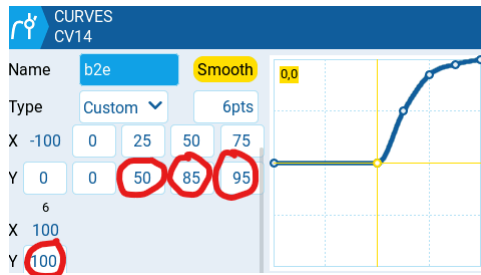 CURVES
CV14
Name b2e Smooth
Type Custom 6pts
X -100 0 25 50 75
Y 0 0 50 85 95
6
X 100
Y 100
0,0